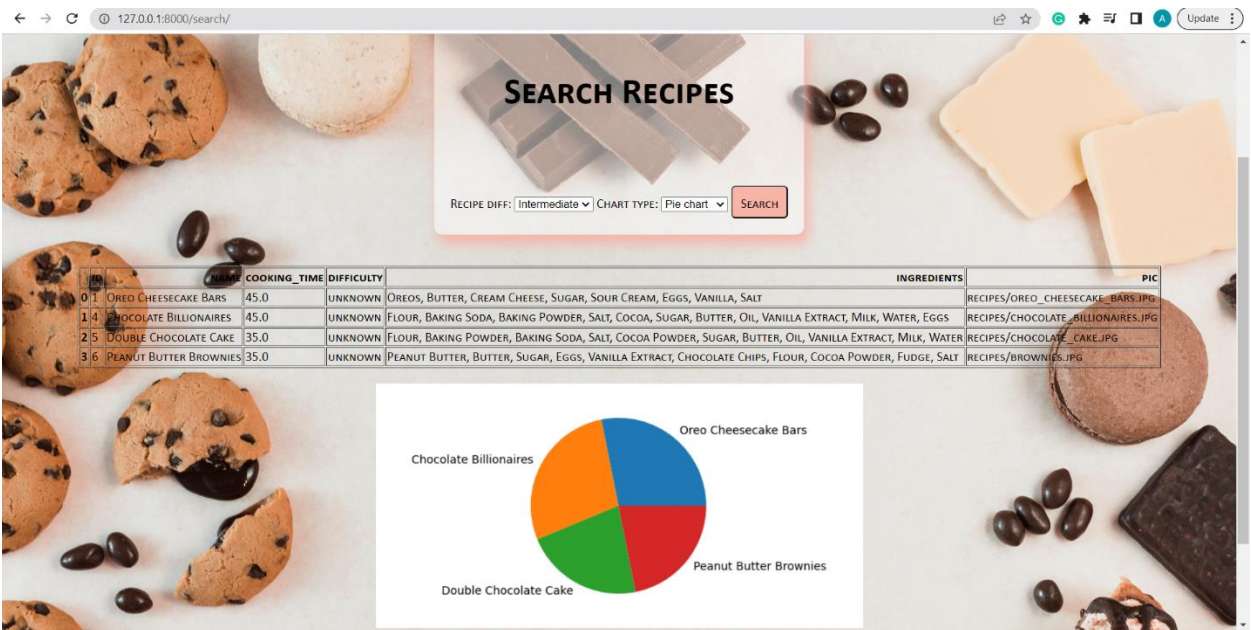 127.0.0.1:8000/search/
A
Update
SEARCH RECIPES
RECIPE DIFF: Intermediate CHART TYPE: Pie chart SEARCH
ID NAME COOKING_TIME DIFFICULTY INGREDIENTS PIC
0 1 OREO CHEESECAKE BARS 45.0 UNKNOWN OREOS, BUTTER, CREAM CHEESE, SUGAR, SOUR CREAM, EGGS, VANILLA, SALT RECIPES/OREO_CHEESECAKE_BARS.JPG
1 4 CHOCOLATE BILLIONAIRES 45.0 UNKNOWN FLOUR, BAKING SODA, BAKING POWDER, SALT, COCOA, SUGAR, BUTTER, OIL, VANILLA EXTRACT, MILK, WATER, EGGS RECIPES/CHOCOLATE_BILLIONAIRES.JPG
2 5 DOUBLE CHOCOLATE CAKE 35.0 UNKNOWN FLOUR, BAKING POWDER, BAKING SODA, SALT, COCOA POWDER, SUGAR, BUTTER, OIL, VANILLA EXTRACT, MILK, WATER RECIPES/CHOCOLATE_CAKE.JPG
3 6 PEANUT BUTTER BROWNIES 35.0 UNKNOWN PEANUT BUTTER, BUTTER, SUGAR, EGGS, VANILLA EXTRACT, CHOCOLATE CHIPS, FLOUR, COCOA POWDER, FUDGE, SALT RECIPES/BROWNIES.JPG
Oreo Cheesecake Bars
Chocolate Billionaires
Peanut Butter Brownies
Double Chocolate Cake